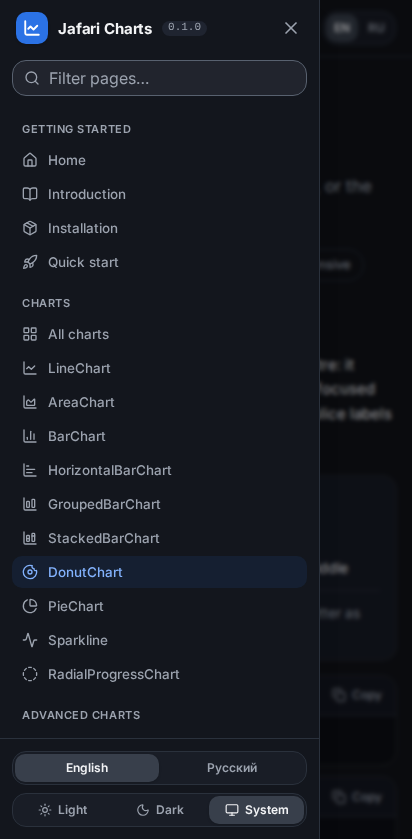 Jafari Charts 0.1.0
EN RU
Filter pages...
GETTING STARTED
Home
or the
Introduction
Installation
Quick start
CHARTS
All charts
LineChart
AreaChart
BarChart
HorizontalBarChart
GroupedBarChart
StackedBarChart
DonutChart
PieChart
Sparkline
RadialProgressChart
Copy
ADVANCED CHARTS
English Русский
Copy
Light Dark System